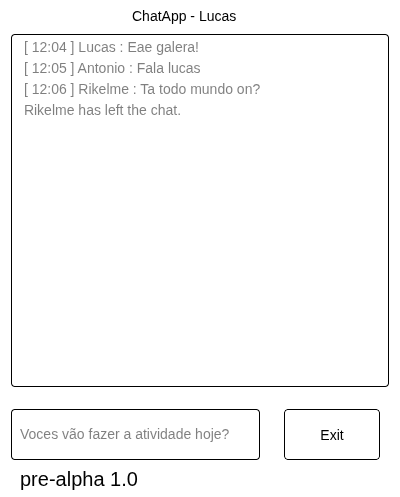 ChatApp - Lucas
[ 12:04 ] Lucas : Eae galera!
[ 12:05 ] Antonio : Fala lucas
[ 12:06 ] Rikelme : Ta todo mundo on?
Rikelme has left the chat.
Voces vão fazer a atividade hoje?
Exit
pre-alpha 1.0